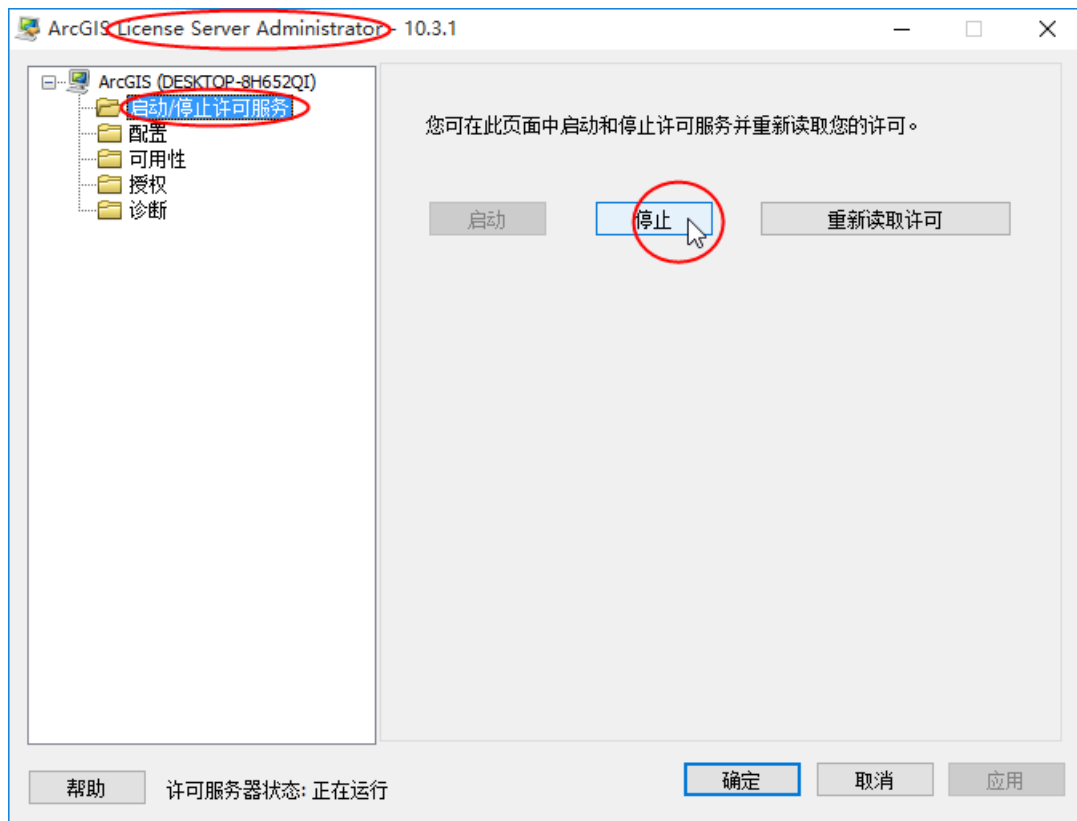 ArcGIS License Server Administrator - 10.3.1
ArcGIS (DESKTOP-8H652QI)
启动/停止许可服务
配置
可用性
授权
诊断
您可在此页面中启动和停止许可服务并重新读取您的许可。
启动 停止 重新读取许可
帮助 许可服务器状态: 正在运行 确定 取消 应用